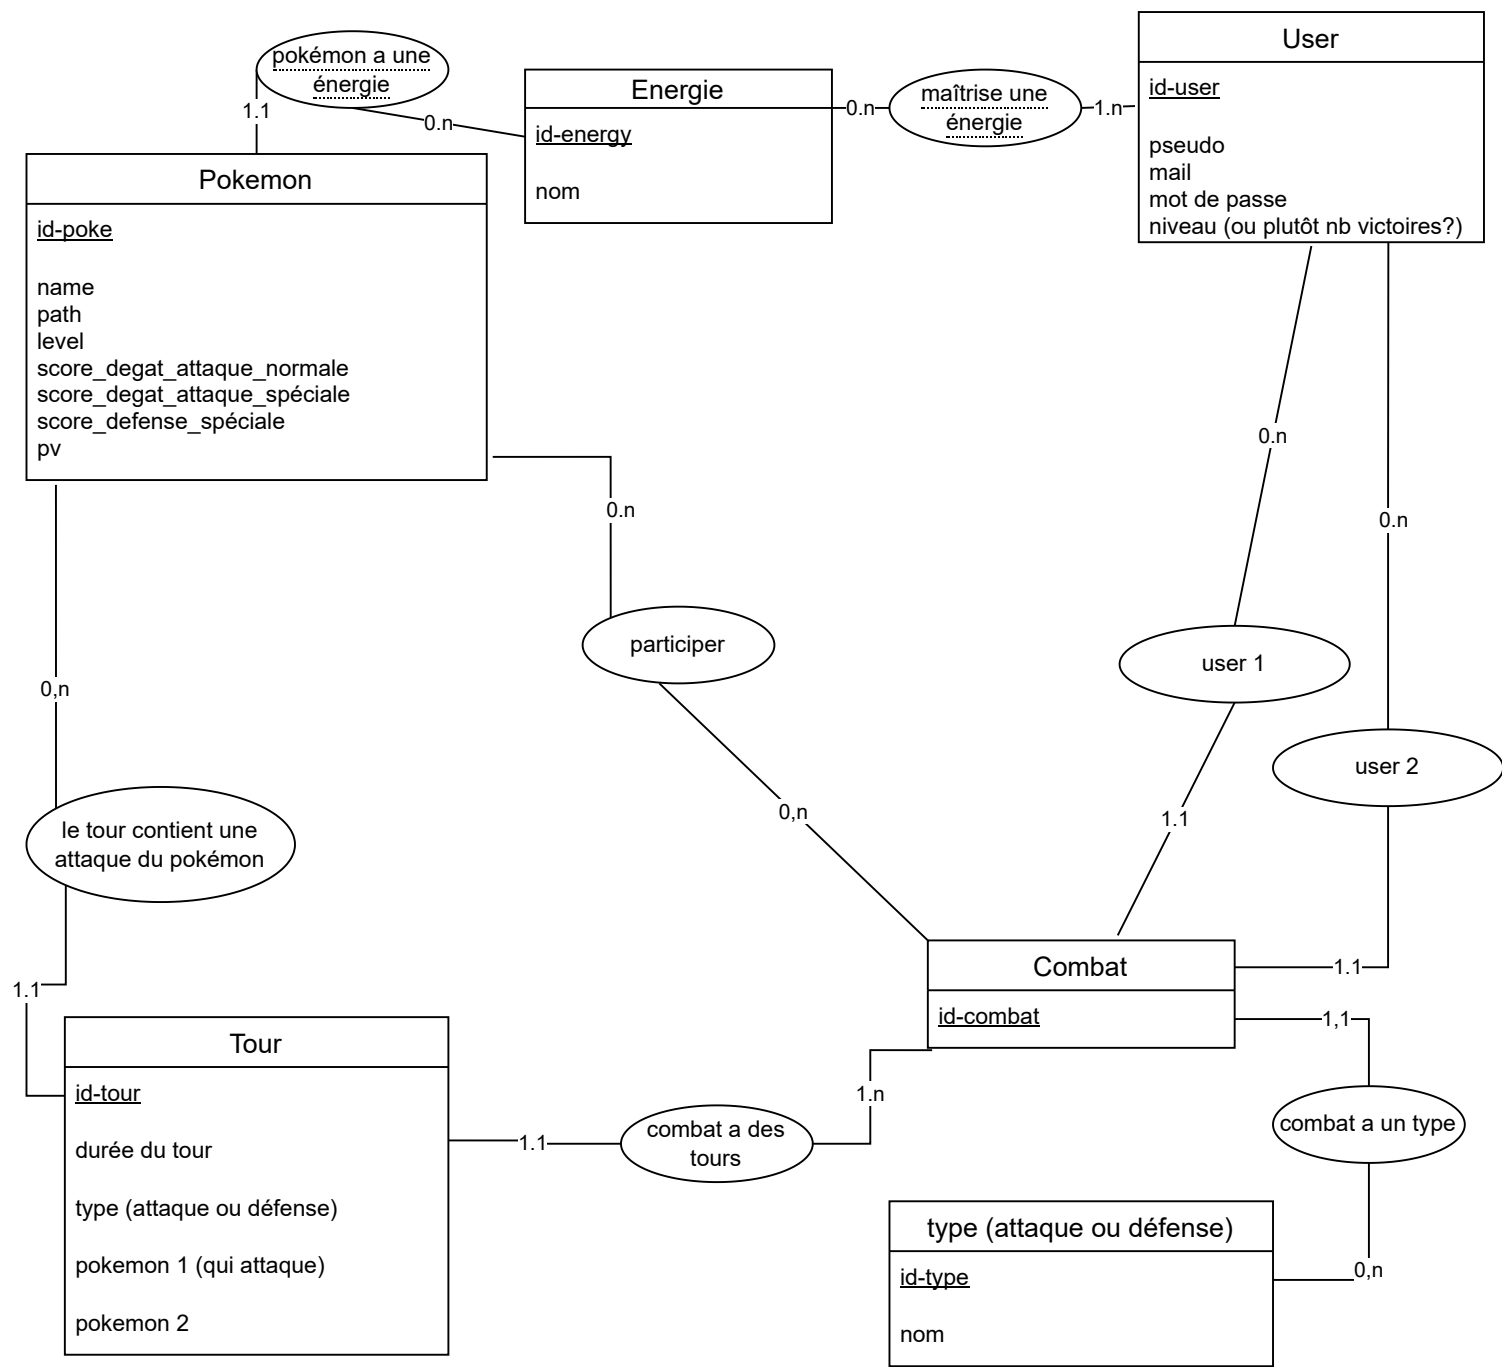 pokémon a une
énergie
1.1
0.n
Energie
id-energy
nom
0.n
maîtrise une
énergie
1.n
User
id-user
pseudo
mail
mot de passe
niveau (ou plutôt nb victoires?)
Pokemon
id-poke
name
path
level
score_degat_attaque_normale
score_degat_attaque_spéciale
score_defense_spéciale
pv
0.n
0.n
0.n
participer
user 1
0,n
user 2
0,n
1.1
le tour contient une
attaque du pokémon
1.1
Combat
id-combat
1.1
1,1
Tour
id-tour
durée du tour
type (attaque ou défense)
pokemon 1 (qui attaque)
pokemon 2
1.1
combat a des
tours
1.n
combat a un type
type (attaque ou défense)
id-type
nom
0,n